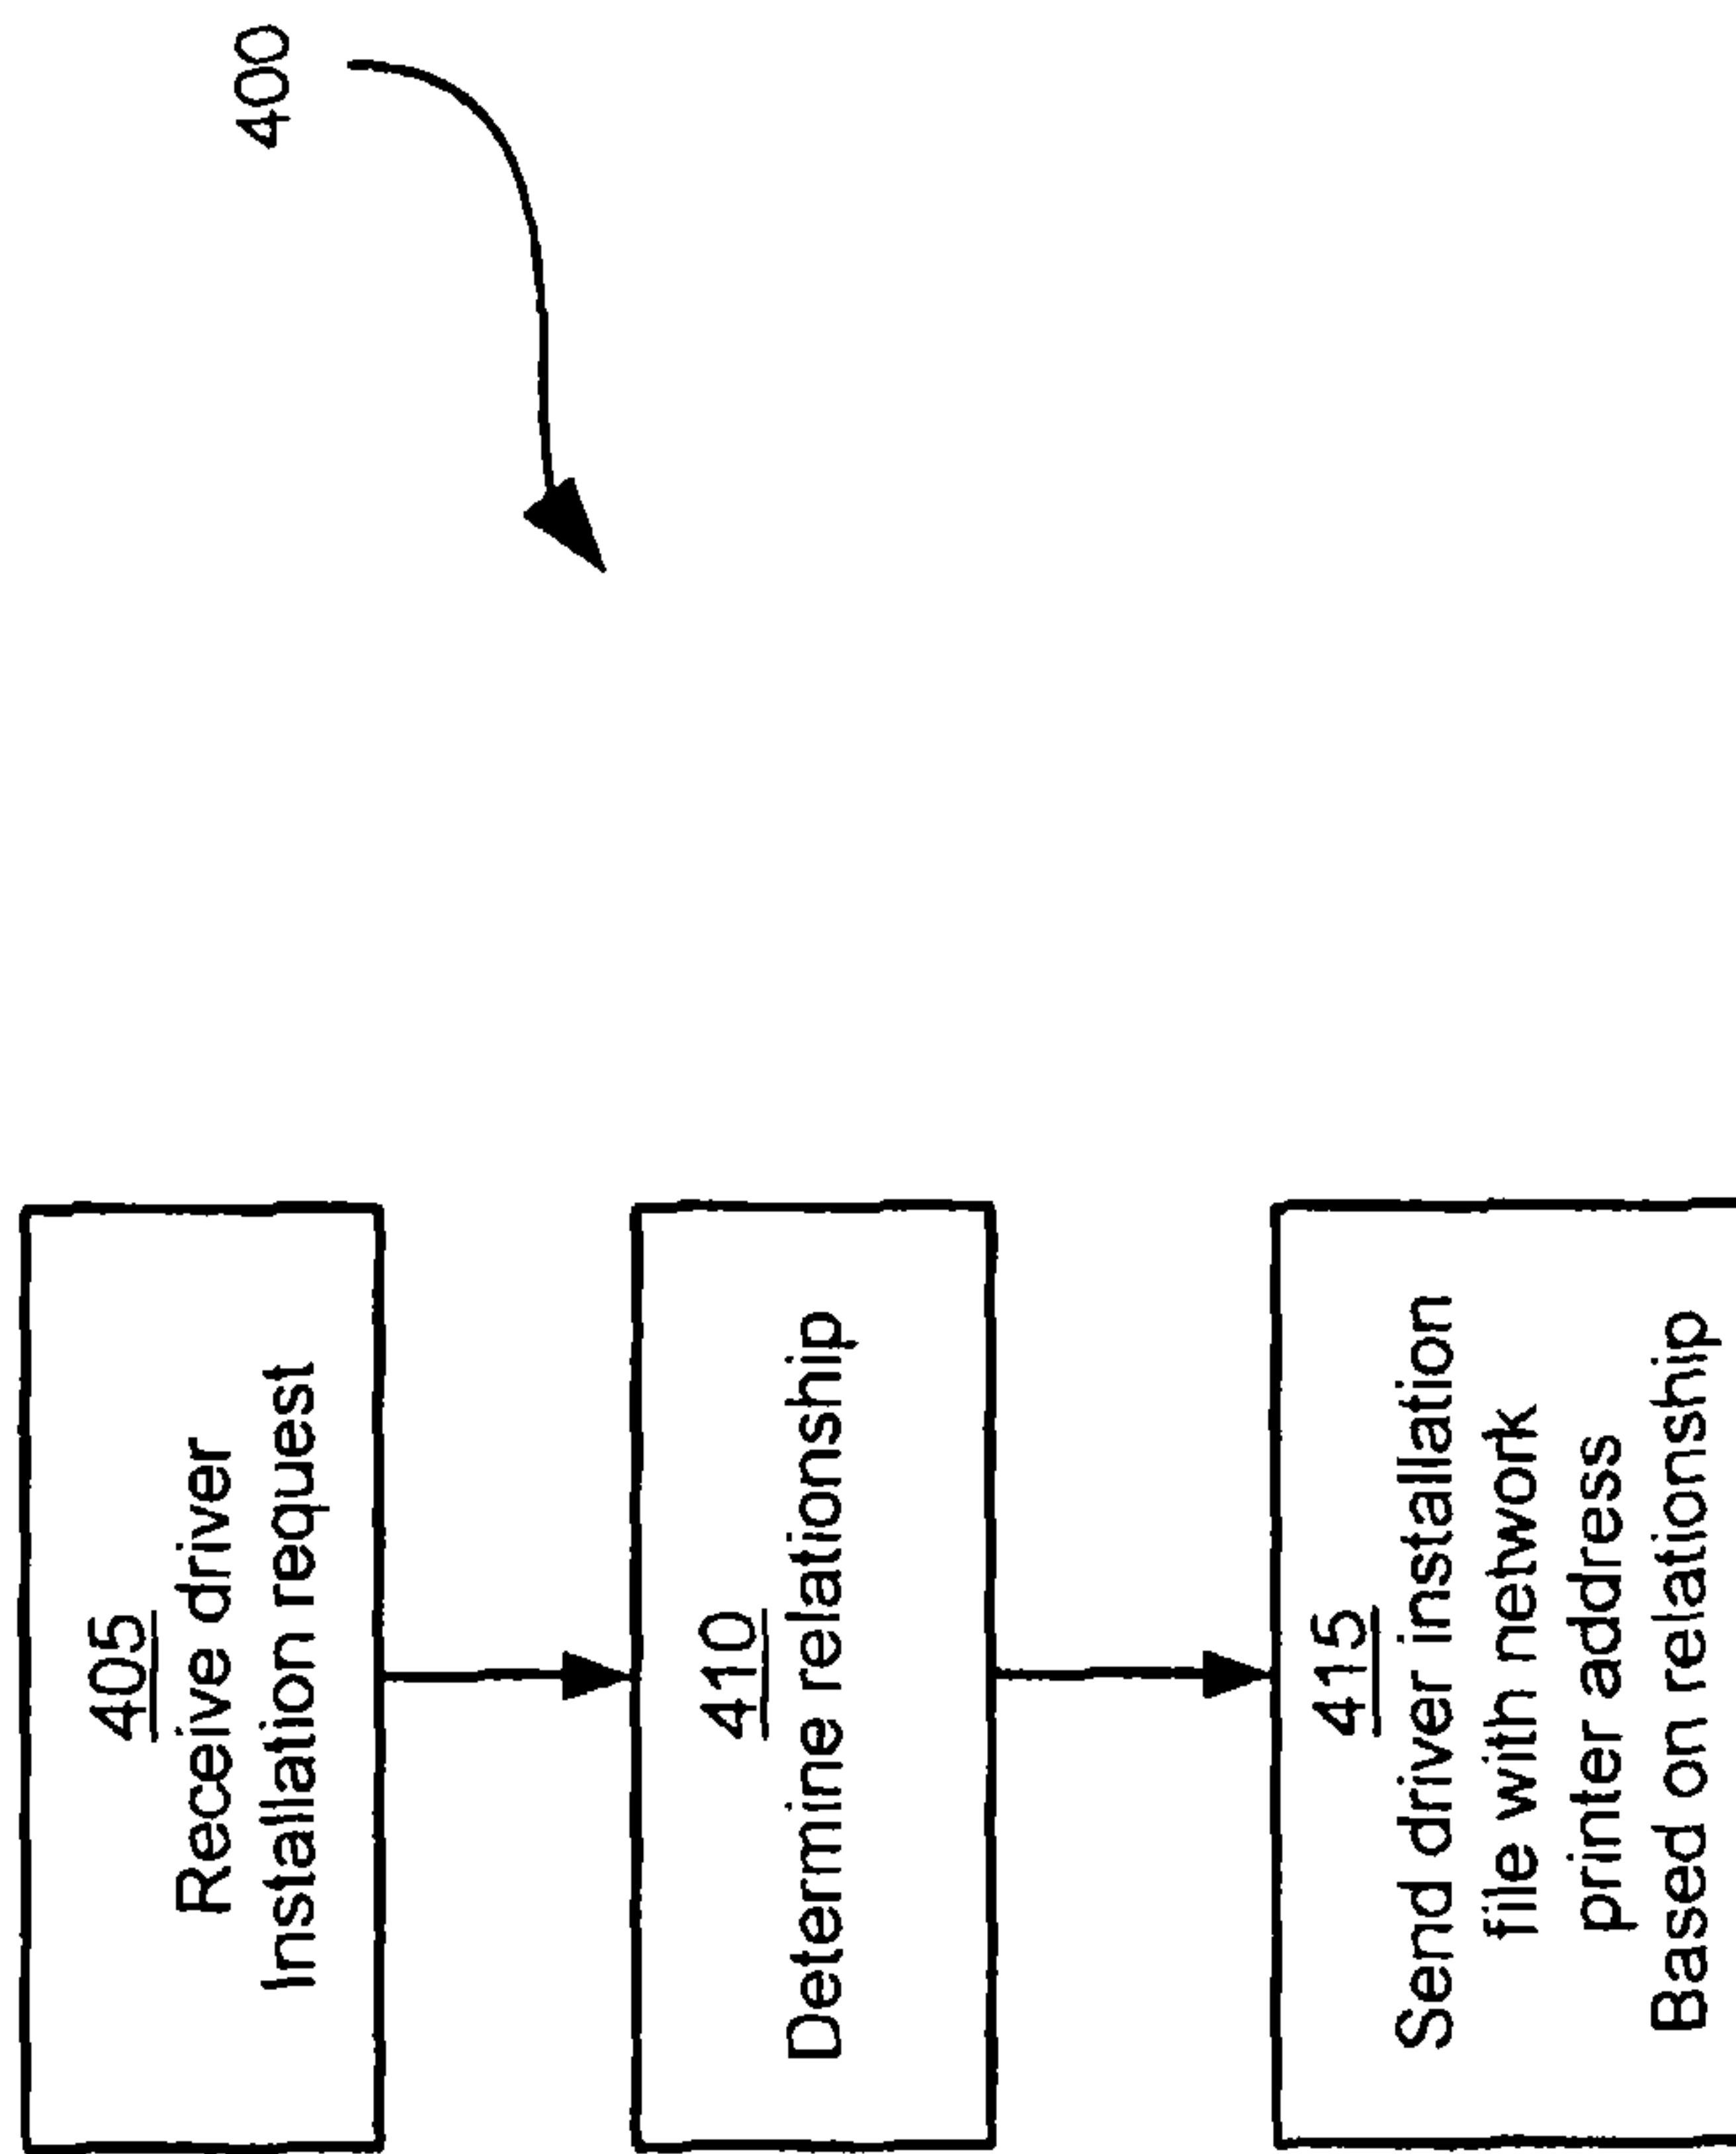 400
405
Receive driver
Installation request
410
Determine relationship
415
Send driver installation
file with network
printer address
Based on relationship